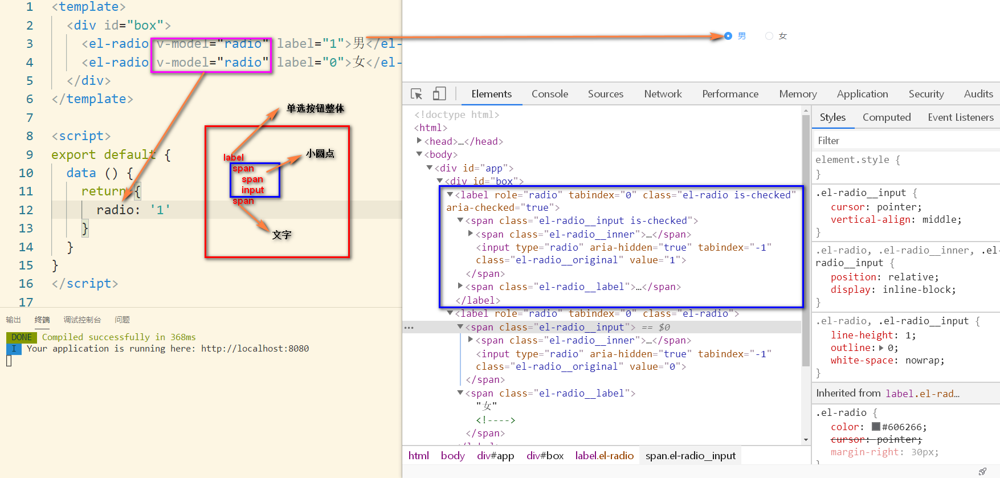 1 <template>
2 <div id="box">
3 <el-radio v-model="radio" label="1">男</el-
4 <el-radio v-model="radio" label="0">女</el-
5 </div>
6 </template>
7
8 <script>
9 export default {
10 data () {
11 return {
12 radio: '1'
13 }
14 }
15 }
16 </script>
17
单选按钮整体
label
span
小圆点
span
input
span
文字
输出 终端 调试控制台 问题
DONE Compiled successfully in 368ms
I Your application is running here: http://localhost:8080
男 女
Elements Console Sources Network Performance Memory Application Security Audits
<!doctype html>
<html>
<head>…</head>
<body>
<div id="app">
<div id="box">
<label role="radio" tabindex="0" class="el-radio is-checked"
aria-checked="true">
<span class="el-radio__input is-checked">
<span class="el-radio__inner">…</span>
<input type="radio" aria-hidden="true" tabindex="-1"
class="el-radio__original" value="1">
</span>
<span class="el-radio__label">…</span>
</label>
<label role="radio" tabindex="0" class="el-radio">
<span class="el-radio__input"> == $0
<span class="el-radio__inner">…</span>
<input type="radio" aria-hidden="true" tabindex="-1"
class="el-radio__original" value="0">
</span>
<span class="el-radio__label">
"女"
<!---->
</span>
</label>
html body div#app div#box label.el-radio span.el-radio__input
Styles Computed Event Listeners
Filter
element.style {
}
.el-radio__input {
cursor: pointer;
vertical-align: middle;
}
.el-radio, .el-radio__inner, .el-
radio__input {
position: relative;
display: inline-block;
}
.el-radio, .el-radio__input {
line-height: 1;
outline: 0;
white-space: nowrap;
}
Inherited from label.el-rad…
.el-radio {
color: #606266;
cursor: pointer;
margin-right: 30px;
}